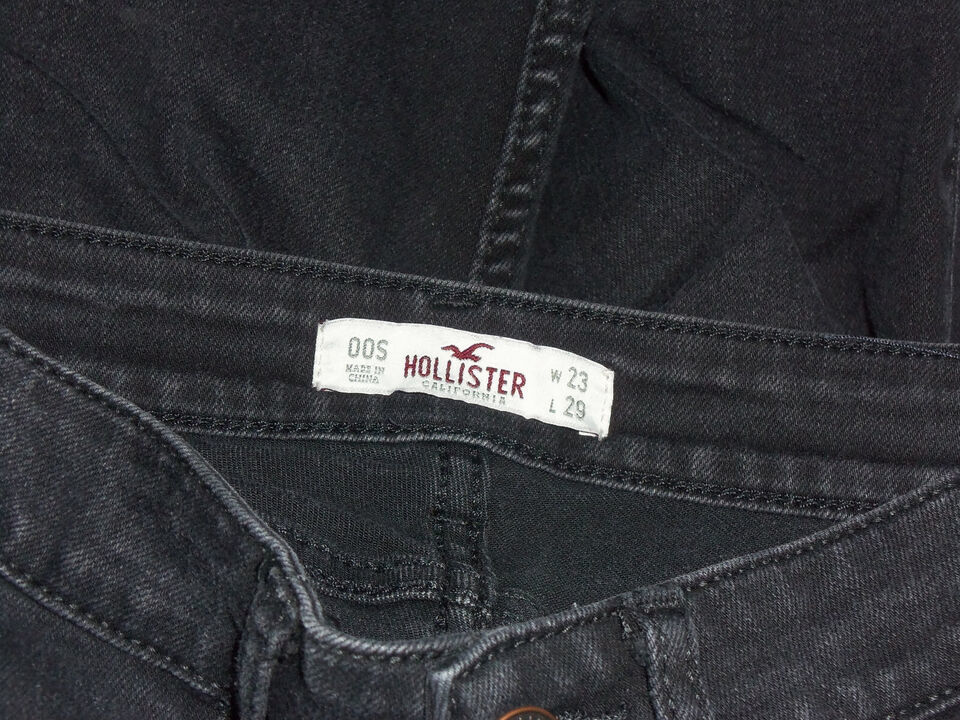 00S
MADE IN
CHINA
HOLLISTER
CALIFORNIA
W 23
L 29